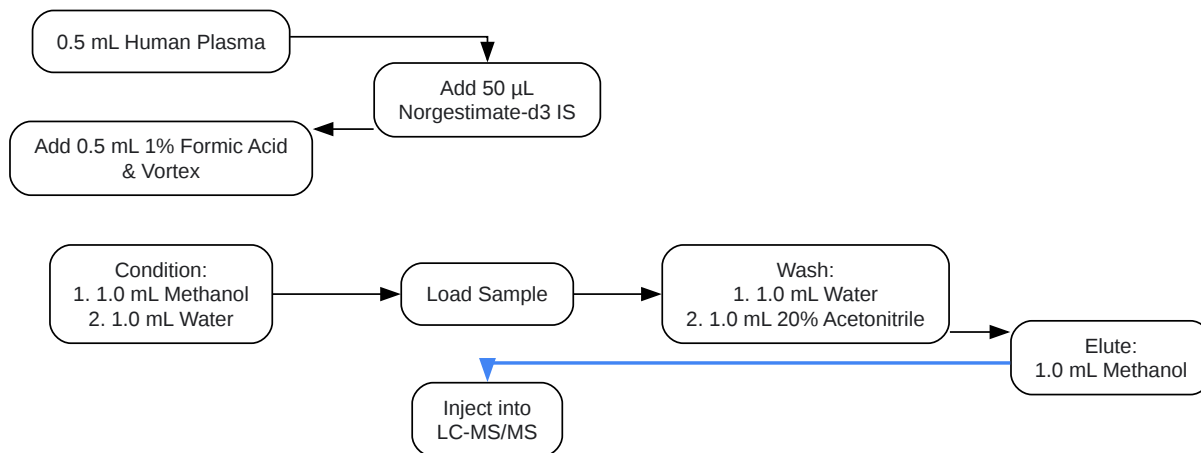 0.5 mL Human Plasma
Add 50 µL
Norgestimate-d3 IS
Add 0.5 mL 1% Formic Acid
& Vortex
Condition:
1. 1.0 mL Methanol
2. 1.0 mL Water
Load Sample
Wash:
1. 1.0 mL Water
2. 1.0 mL 20% Acetonitrile
Elute:
1.0 mL Methanol
Inject into
LC-MS/MS